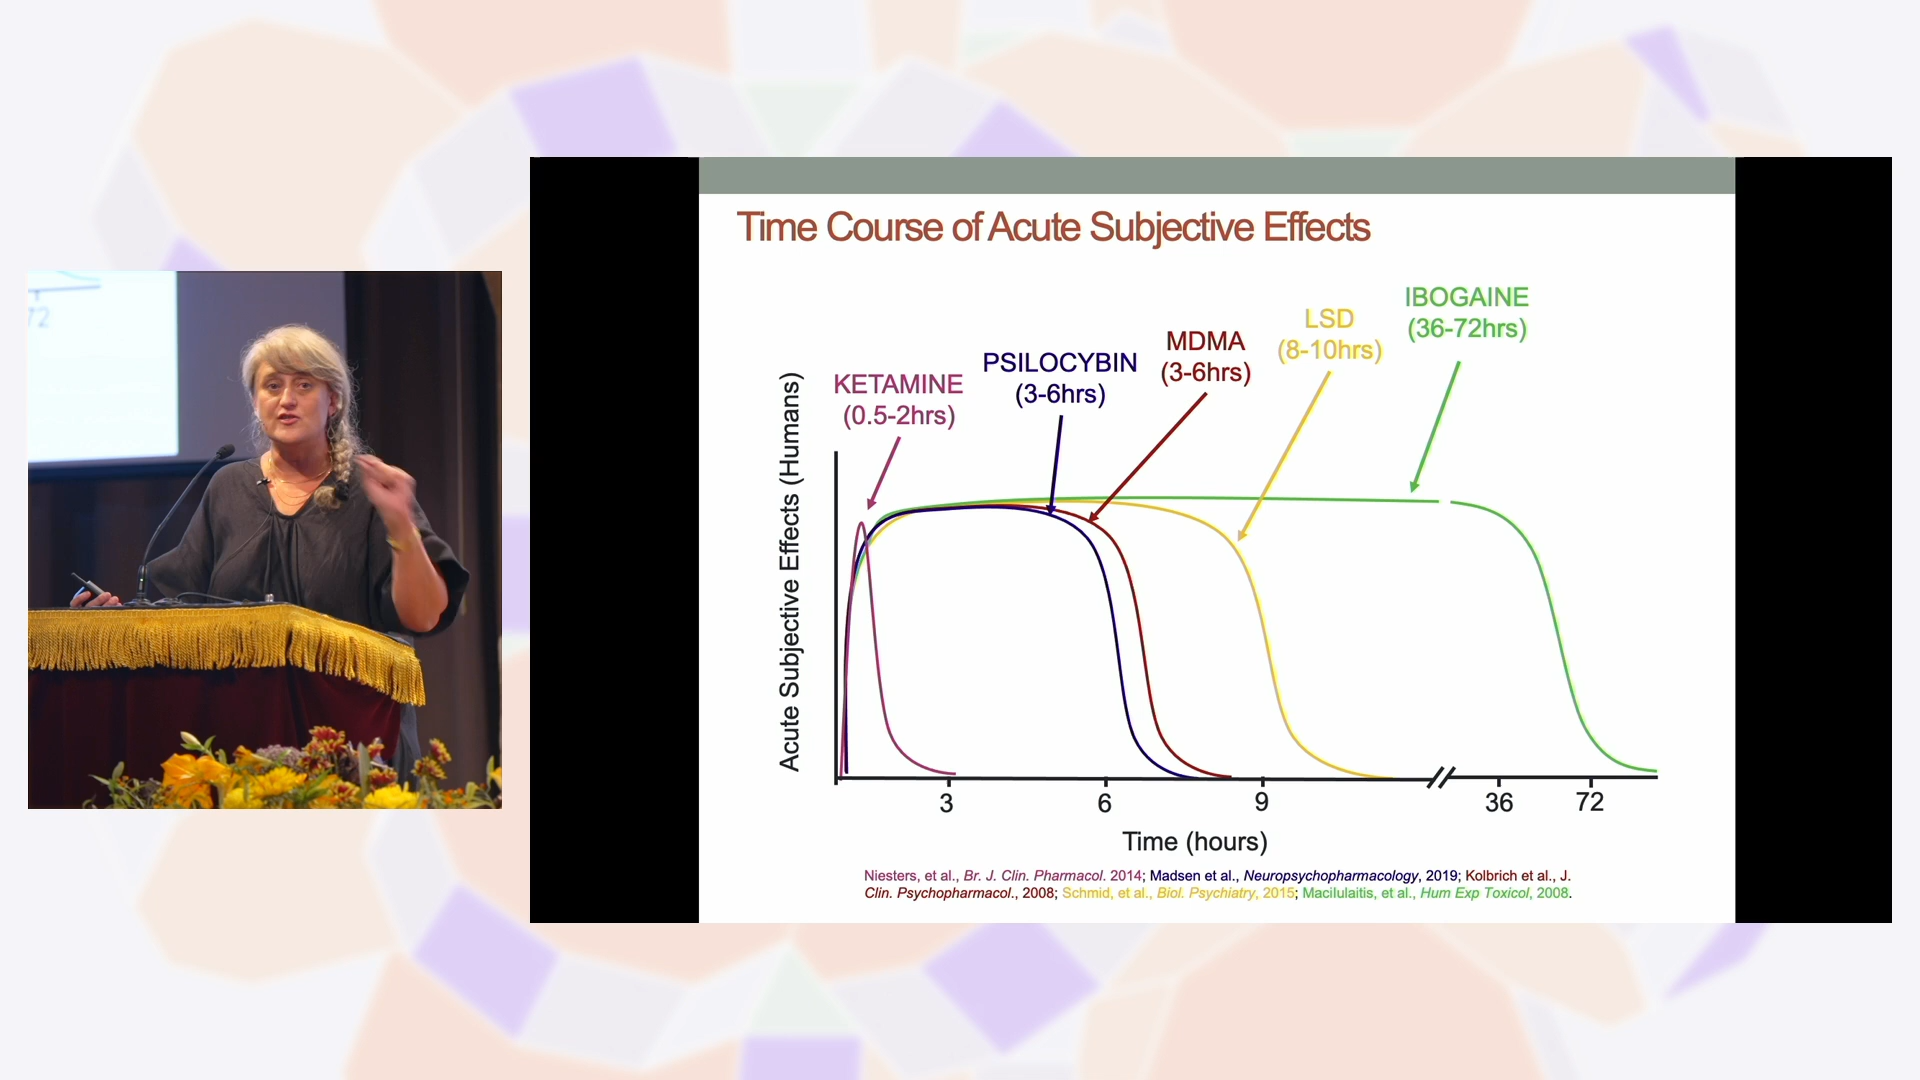 72
Time Course of Acute Subjective Effects
KETAMINE
(0.5-2hrs)
PSILOCYBIN
(3-6hrs)
MDMA
(3-6hrs)
LSD
(8-10hrs)
IBOGAINE
(36-72hrs)
Acute Subjective Effects (Humans)
3 6 9 36 72
Time (hours)
Niesters, et al., Br. J. Clin. Pharmacol. 2014; Madsen et al., Neuropsychopharmacology, 2019; Kolbrich et al., J.
Clin. Psychopharmacol., 2008; Schmid, et al., Biol. Psychiatry, 2015; Macilulaitis, et al., Hum Exp Toxicol, 2008.